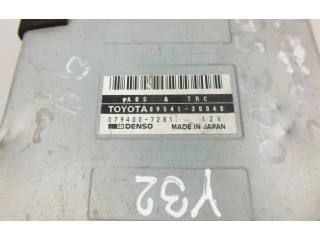 ABS & TRC
TOYOTA 89541-30040
079400-7281 12V
DENSO MADE IN JAPAN
Y32